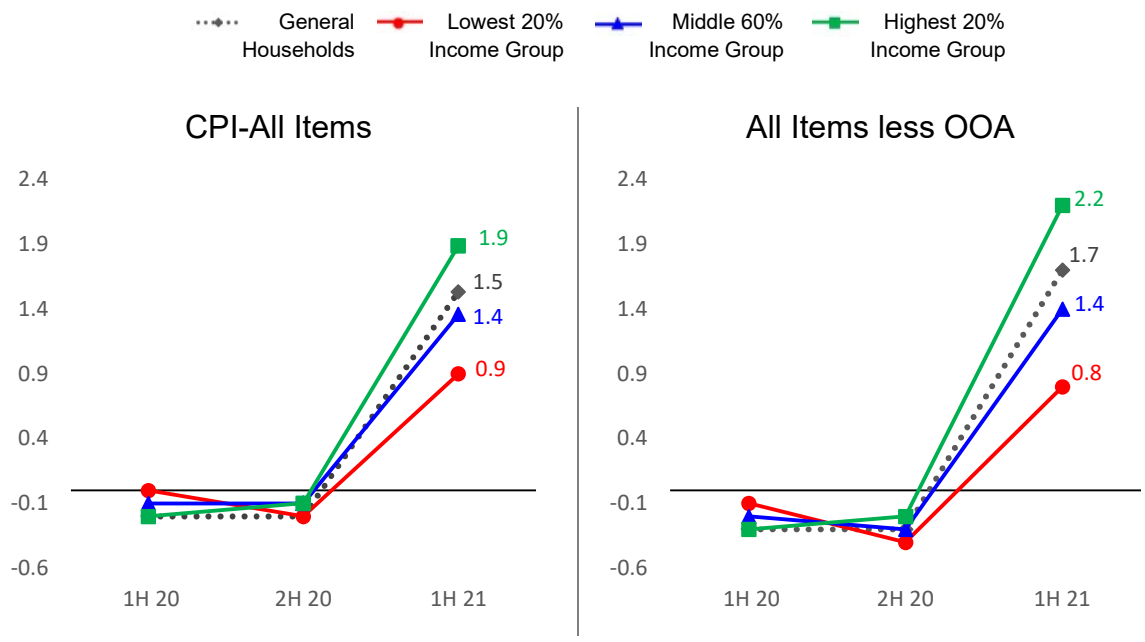 General Households
Lowest 20% Income Group
Middle 60% Income Group
Highest 20% Income Group
CPI-All Items
2.4
1.9
1.4
0.9
0.4
-0.1
-0.6
1.9
1.5
1.4
0.9
1H 20
2H 20
1H 21
All Items less OOA
2.4
1.9
1.4
0.9
0.4
-0.1
-0.6
2.2
1.7
1.4
0.8
1H 20
2H 20
1H 21